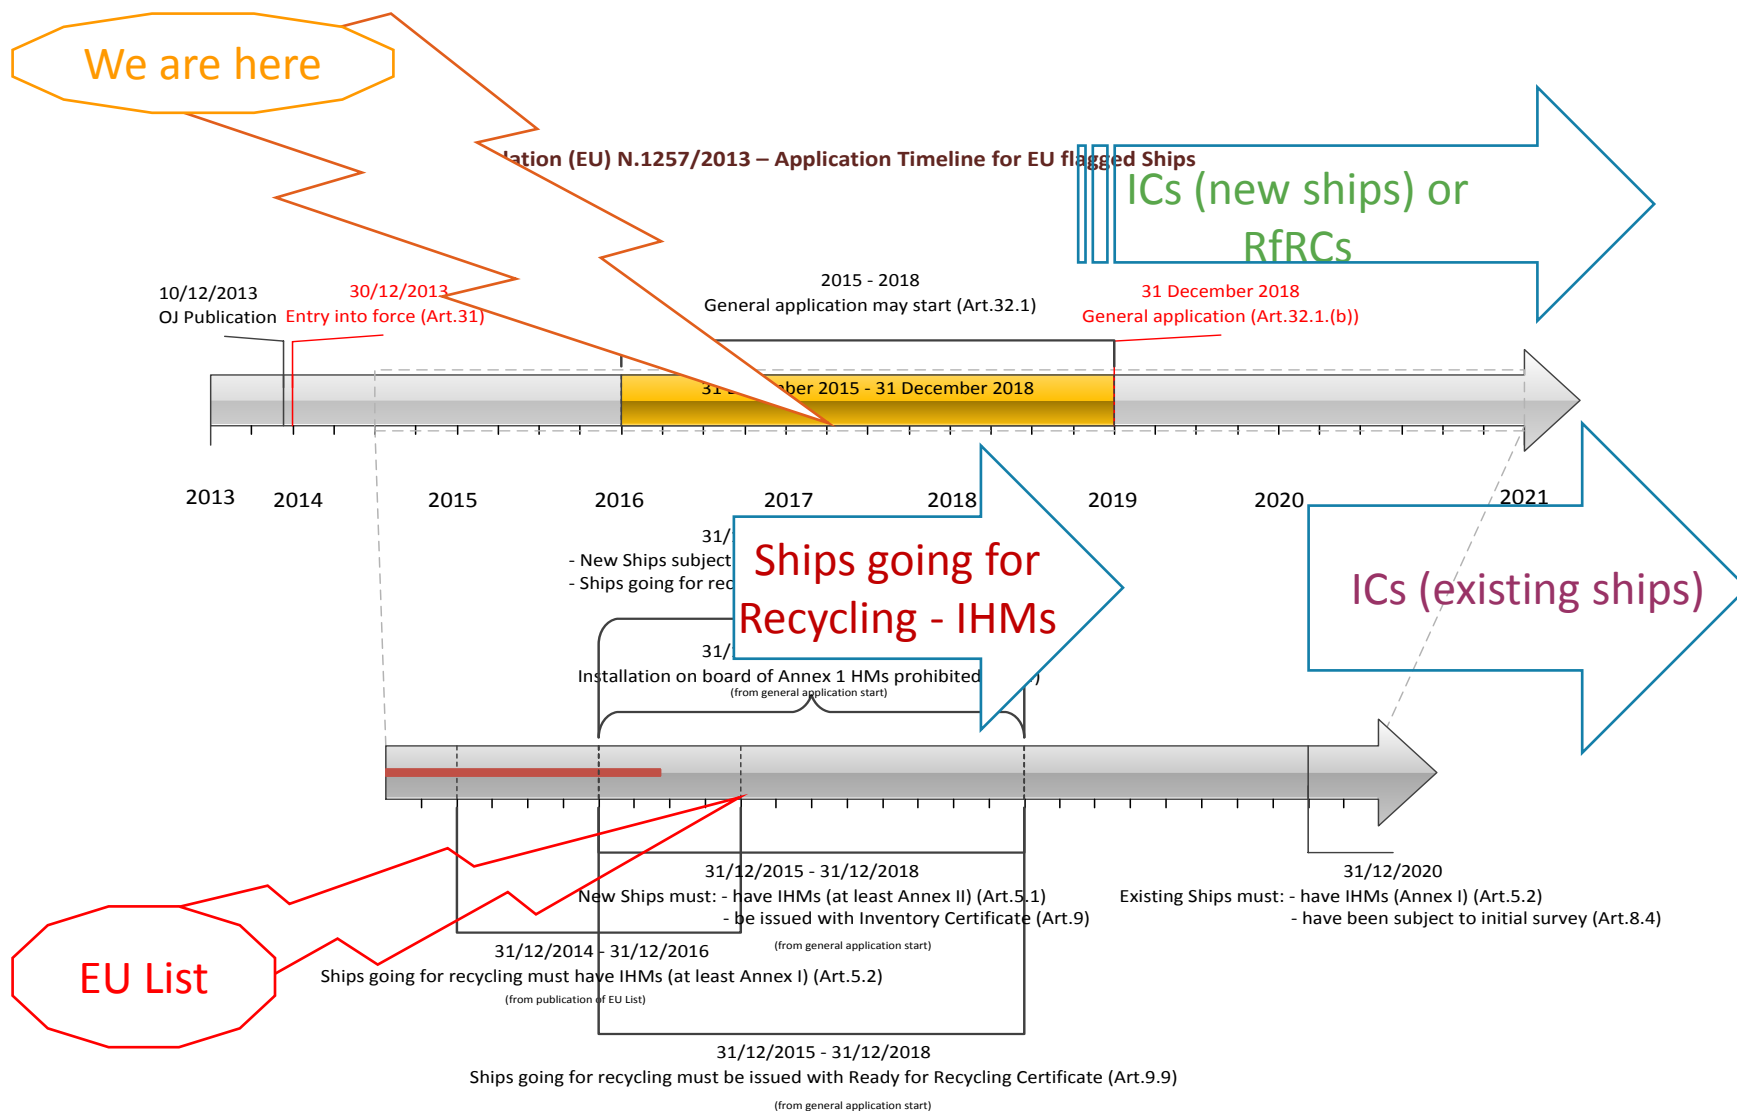 We are here
(EU) N.1257/2013 – Application Timeline for EU flagged Ships
ICs (new ships) or
RfRCs
10/12/2013
OJ Publication
30/12/2013
Entry into force (Art.31)
2015 - 2018
General application may start (Art.32.1)
31 December 2018
General application (Art.32.1.(b))
2015 - 31 December 2018
2013
2014
2015
2016
2017
2018
2019
2020
2021
- New Ships subject
- Ships going for
Ships going for
Recycling - IHMs
ICs (existing ships)
Installation on board of Annex 1 HMs prohibited
(from general application start)
31/12/2015 - 31/12/2018
New Ships must: - have IHMs (at least Annex II) (Art.5.1)
- be issued with Inventory Certificate (Art.9)
(from general application start)
31/12/2020
Existing Ships must: - have IHMs (Annex I) (Art.5.2)
- have been subject to initial survey (Art.8.4)
31/12/2014 - 31/12/2016
Ships going for recycling must have IHMs (at least Annex I) (Art.5.2)
(from publication of EU List)
EU List
31/12/2015 - 31/12/2018
Ships going for recycling must be issued with Ready for Recycling Certificate (Art.9.9)
(from general application start)